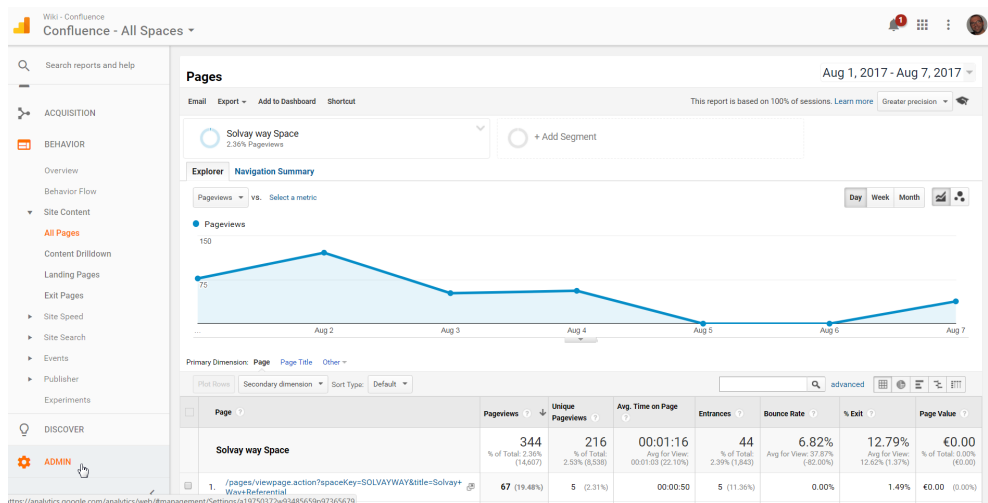 Wiki - Confluence
Confluence - All Spaces
1
Search reports and help
ACQUISITION
BEHAVIOR
Overview
Behavior Flow
Site Content
All Pages
Content Drilldown
Landing Pages
Exit Pages
Site Speed
Site Search
Events
Publisher
Experiments
DISCOVER
ADMIN
Pages
Aug 1, 2017 - Aug 7, 2017
Email Export Add to Dashboard Shortcut
This report is based on 100% of sessions. Learn more Greater precision
Solvay way Space
2.36% Pageviews
+ Add Segment
Explorer Navigation Summary
Pageviews VS. Select a metric
Day Week Month
Pageviews
150
75
... Aug 2 Aug 3 Aug 4 Aug 5 Aug 6 Aug 7
Primary Dimension: Page Page Title Other
Plot Rows Secondary dimension Sort Type: Default advanced
Page ? Pageviews ? Unique Pageviews ? Avg. Time on Page ? Entrances ? Bounce Rate ? % Exit ? Page Value ?
Solvay way Space 344 216 00:01:16 44 6.82% 12.79% €0.00
% of Total: 2.36% (14,607) % of Total: 2.53% (8,538) Avg for View: 00:01:03 (22.10%) % of Total: 2.39% (1,843) Avg for View: 37.87% (-82.00%) Avg for View: 12.62% (1.37%) % of Total: 0.00% (€0.00)
1. /pages/viewpage.action?spaceKey=SOLVAYWAY&title=Solvay+ 67 (19.48%) 5 (2.31%) 00:00:50 5 (11.36%) 0.00% 1.49% €0.00 (0.00%)
Way+Referential